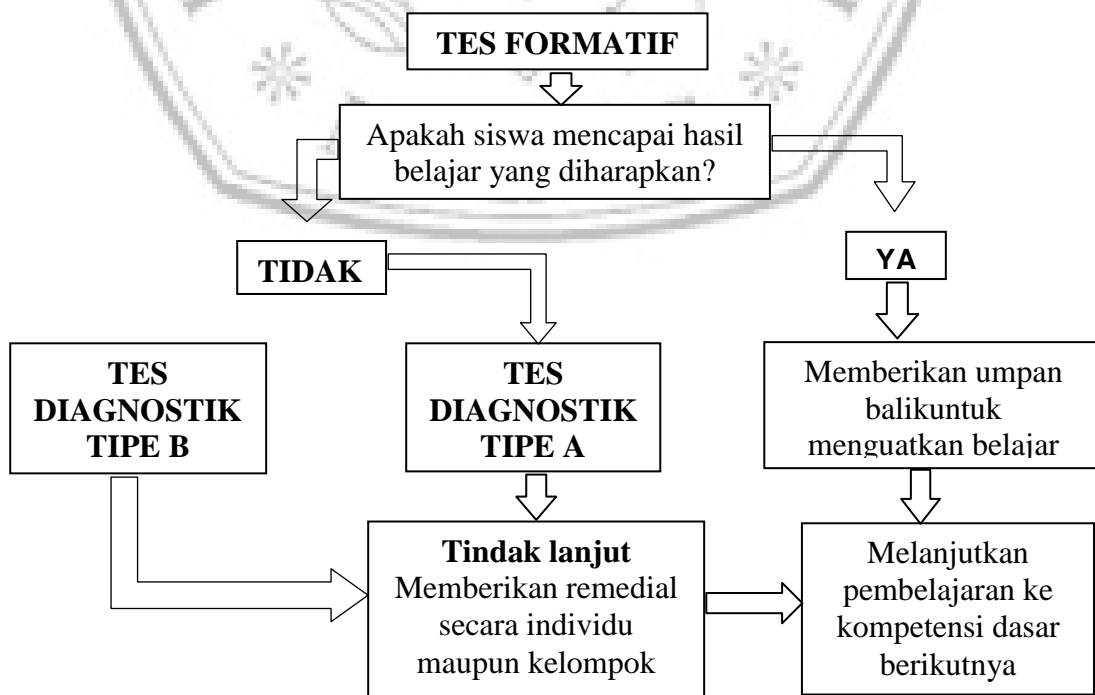 TES FORMATIF
Apakah siswa mencapai hasil
belajar yang diharapkan?
TIDAK
YA
TES
DIAGNOSTIK
TIPE B
TES
DIAGNOSTIK
TIPE A
Memberikan umpan
balikuntuk
menguatkan belajar
Tindak lanjut
Memberikan remedial
secara individu
maupun kelompok
Melanjutkan
pembelajaran ke
kompetensi dasar
berikutnya